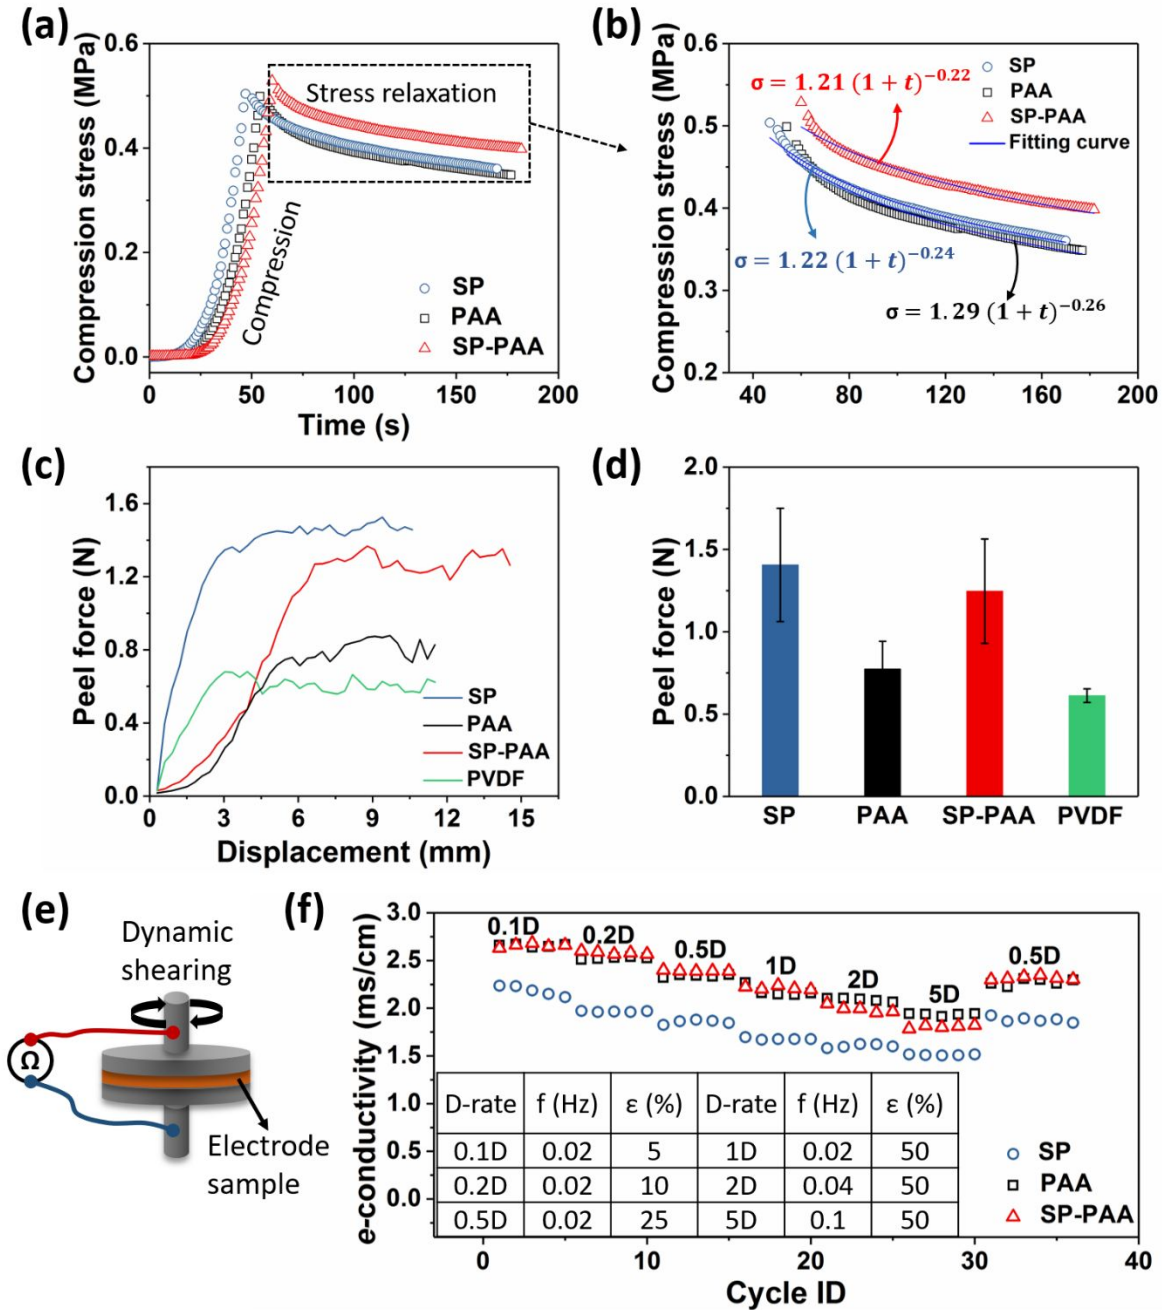 (a)
Compression stress (MPa)
0.6
0.4
0.2
0.0
0 50 100 150 200
Time (s)
Stress relaxation
Compression
SP
PAA
SP-PAA
(b)
Compression stress (MPa)
0.6
0.5
0.4
0.3
0.2
40 80 120 160 200
SP
PAA
SP-PAA
Fitting curve
σ = 1.21 (1 + t)^−0.22
σ = 1.22 (1 + t)^−0.24
σ = 1.29 (1 + t)^−0.26
(c)
Peel force (N)
1.6
1.2
0.8
0.4
0.0
0 3 6 9 12 15
Displacement (mm)
SP
PAA
SP-PAA
PVDF
(d)
Peel force (N)
2.0
1.5
1.0
0.5
0.0
SP PAA SP-PAA PVDF
(e)
Dynamic
shearing
Ω
Electrode
sample
(f)
e-conductivity (ms/cm)
3.0
2.5
2.0
1.5
1.0
0.5
0.0
0.1D 0.2D 0.5D 1D 2D 5D 0.5D
D-rate f (Hz) ε (%) D-rate f (Hz) ε (%)
0.1D 0.02 5 1D 0.02 50
0.2D 0.02 10 2D 0.04 50
0.5D 0.02 25 5D 0.1 50
SP
PAA
SP-PAA
0 10 20 30 40
Cycle ID